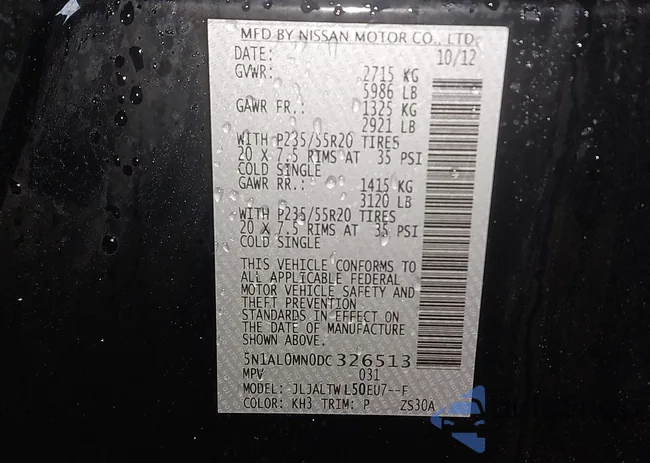 MFD BY NISSAN MOTOR CO., LTD.
DATE: 10/12
GVWR: 2715 KG
5986 LB
GAWR FR.: 1325 KG
2921 LB
WITH P235/55R20 TIRES
20 X 7.5 RIMS AT 35 PSI
COLD SINGLE
GAWR RR.: 1415 KG
3120 LB
WITH P235/55R20 TIRES
20 X 7.5 RIMS AT 35 PSI
COLD SINGLE
THIS VEHICLE CONFORMS TO
ALL APPLICABLE FEDERAL
MOTOR VEHICLE SAFETY AND
THEFT PREVENTION
STANDARDS IN EFFECT ON
THE DATE OF MANUFACTURE
SHOWN ABOVE.
5N1AL0MN0DC326513
MPV 031
MODEL: JLJALTWL50EU7--F
COLOR: KH3 TRIM: P ZS30A